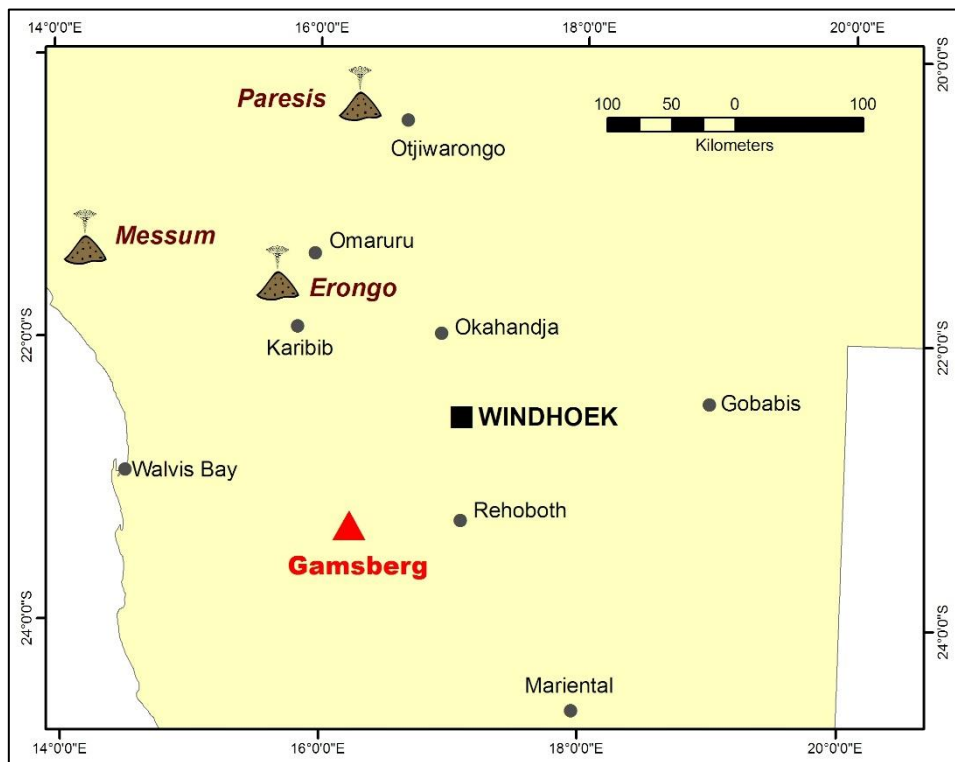 14°0'0"E
16°0'0"E
18°0'0"E
20°0'0"E
20°0'0"S
Paresis
Otjiwarongo
100 50 0 100
Kilometers
Messum
Omaruru
Erongo
22°0'0"S
Karibib
Okahandja
22°0'0"S
WINDHOEK
Gobabis
Walvis Bay
Rehoboth
Gamsberg
24°0'0"S
24°0'0"S
Mariental
14°0'0"E
16°0'0"E
18°0'0"E
20°0'0"E